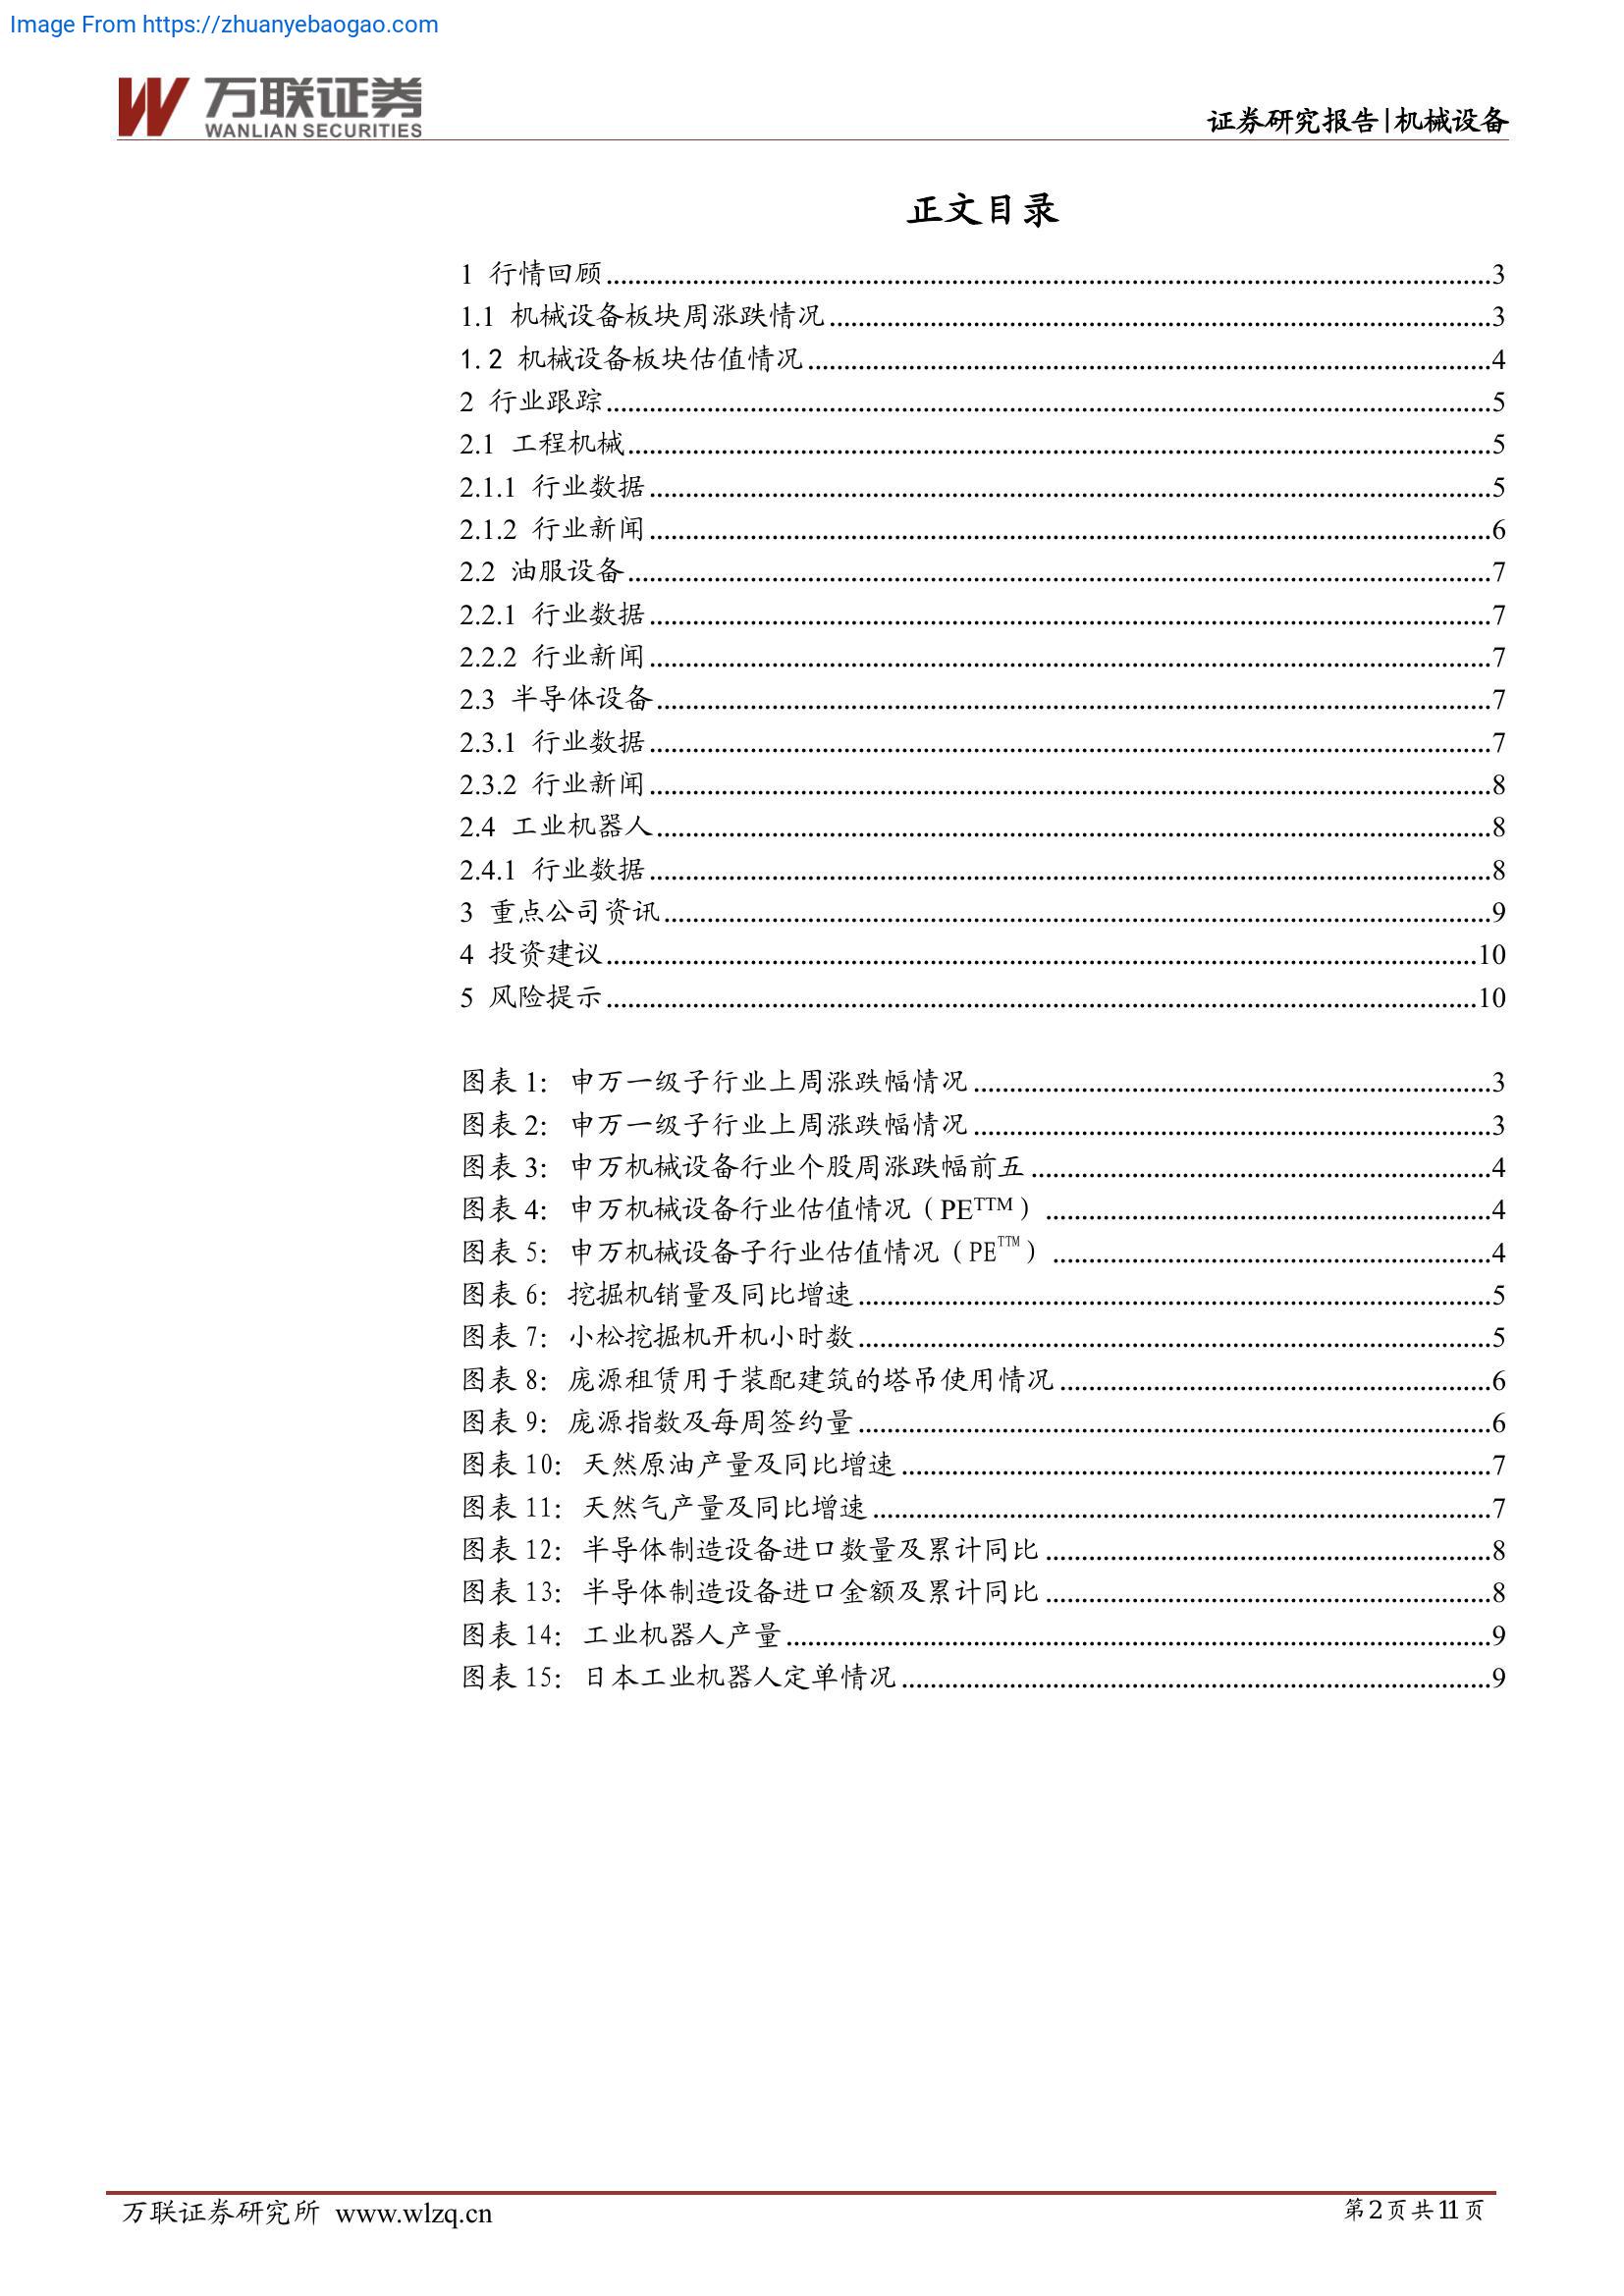 Image From https://zhuanyebaogao.com
万联证券
WANLIAN SECURITIES
证券研究报告|机械设备
正文目录
1 行情回顾...3
1.1 机械设备板块周涨跌情况...3
1.2 机械设备板块估值情况...4
2 行业跟踪...5
2.1 工程机械...5
2.1.1 行业数据...5
2.1.2 行业新闻...6
2.2 油服设备...7
2.2.1 行业数据...7
2.2.2 行业新闻...7
2.3 半导体设备...7
2.3.1 行业数据...7
2.3.2 行业新闻...8
2.4 工业机器人...8
2.4.1 行业数据...8
3 重点公司资讯...9
4 投资建议...10
5 风险提示...10
图表 1：申万一级子行业上周涨跌幅情况...3
图表 2：申万一级子行业上周涨跌幅情况...3
图表 3：申万机械设备行业个股周涨跌幅前五...4
图表 4：申万机械设备行业估值情况（PETTM）...4
图表 5：申万机械设备子行业估值情况（PETTM）...4
图表 6：挖掘机销量及同比增速...5
图表 7：小松挖掘机开机小时数...5
图表 8：庞源租赁用于装配建筑的塔吊使用情况...6
图表 9：庞源指数及每周签约量...6
图表 10：天然原油产量及同比增速...7
图表 11：天然气产量及同比增速...7
图表 12：半导体制造设备进口数量及累计同比...8
图表 13：半导体制造设备进口金额及累计同比...8
图表 14：工业机器人产量...9
图表 15：日本工业机器人定单情况...9
万联证券研究所 www.wlzq.cn
第2页共11页